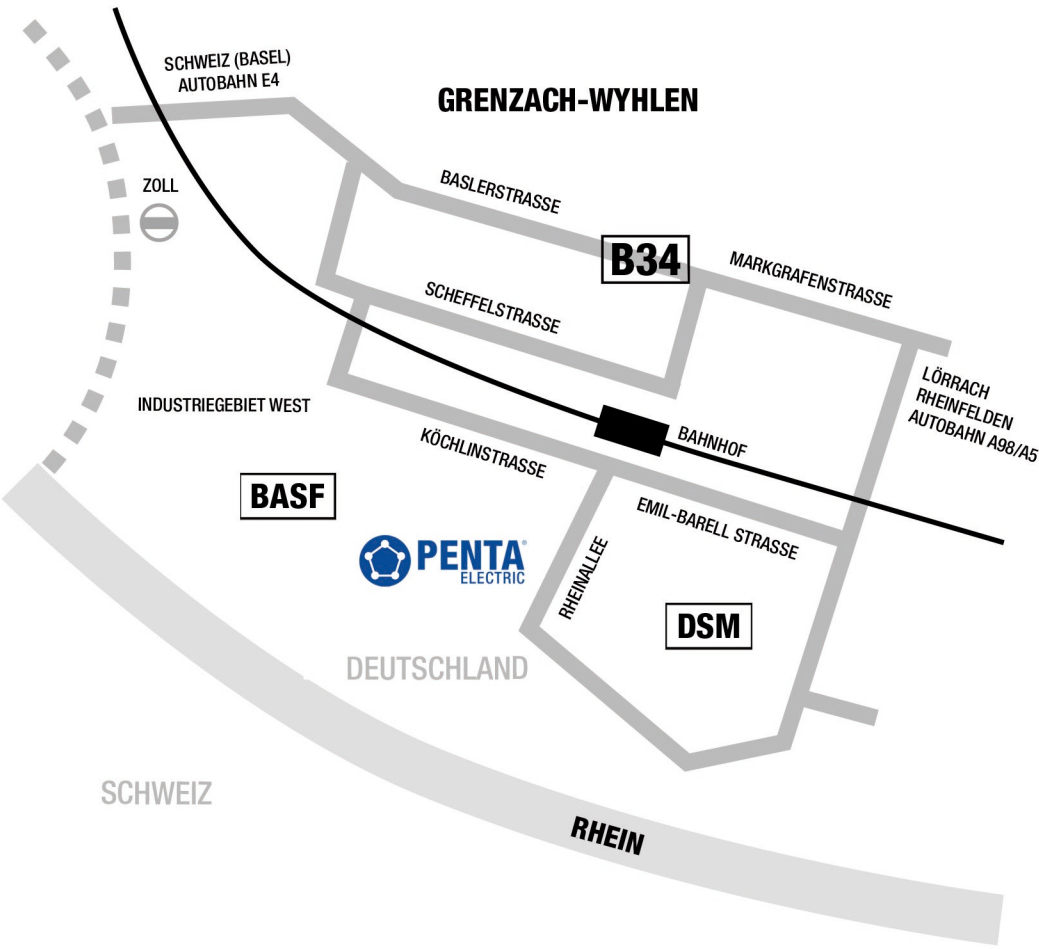 SCHWEIZ (BASEL)
AUTOBAHN E4
GRENZACH-WYHLEN
ZOLL
BASLERSTRASSE
B34
MARKGRAFENSTRASSE
SCHEFFELSTRASSE
LÖRRACH
RHEINFELDEN
AUTOBAHN A98/A5
INDUSTRIEGEBIET WEST
KÖCHLINSTRASSE
BAHNHOF
BASF
EMIL-BARELL STRASSE
PENTA®
ELECTRIC
RHEINALLEE
DSM
DEUTSCHLAND
SCHWEIZ
RHEIN